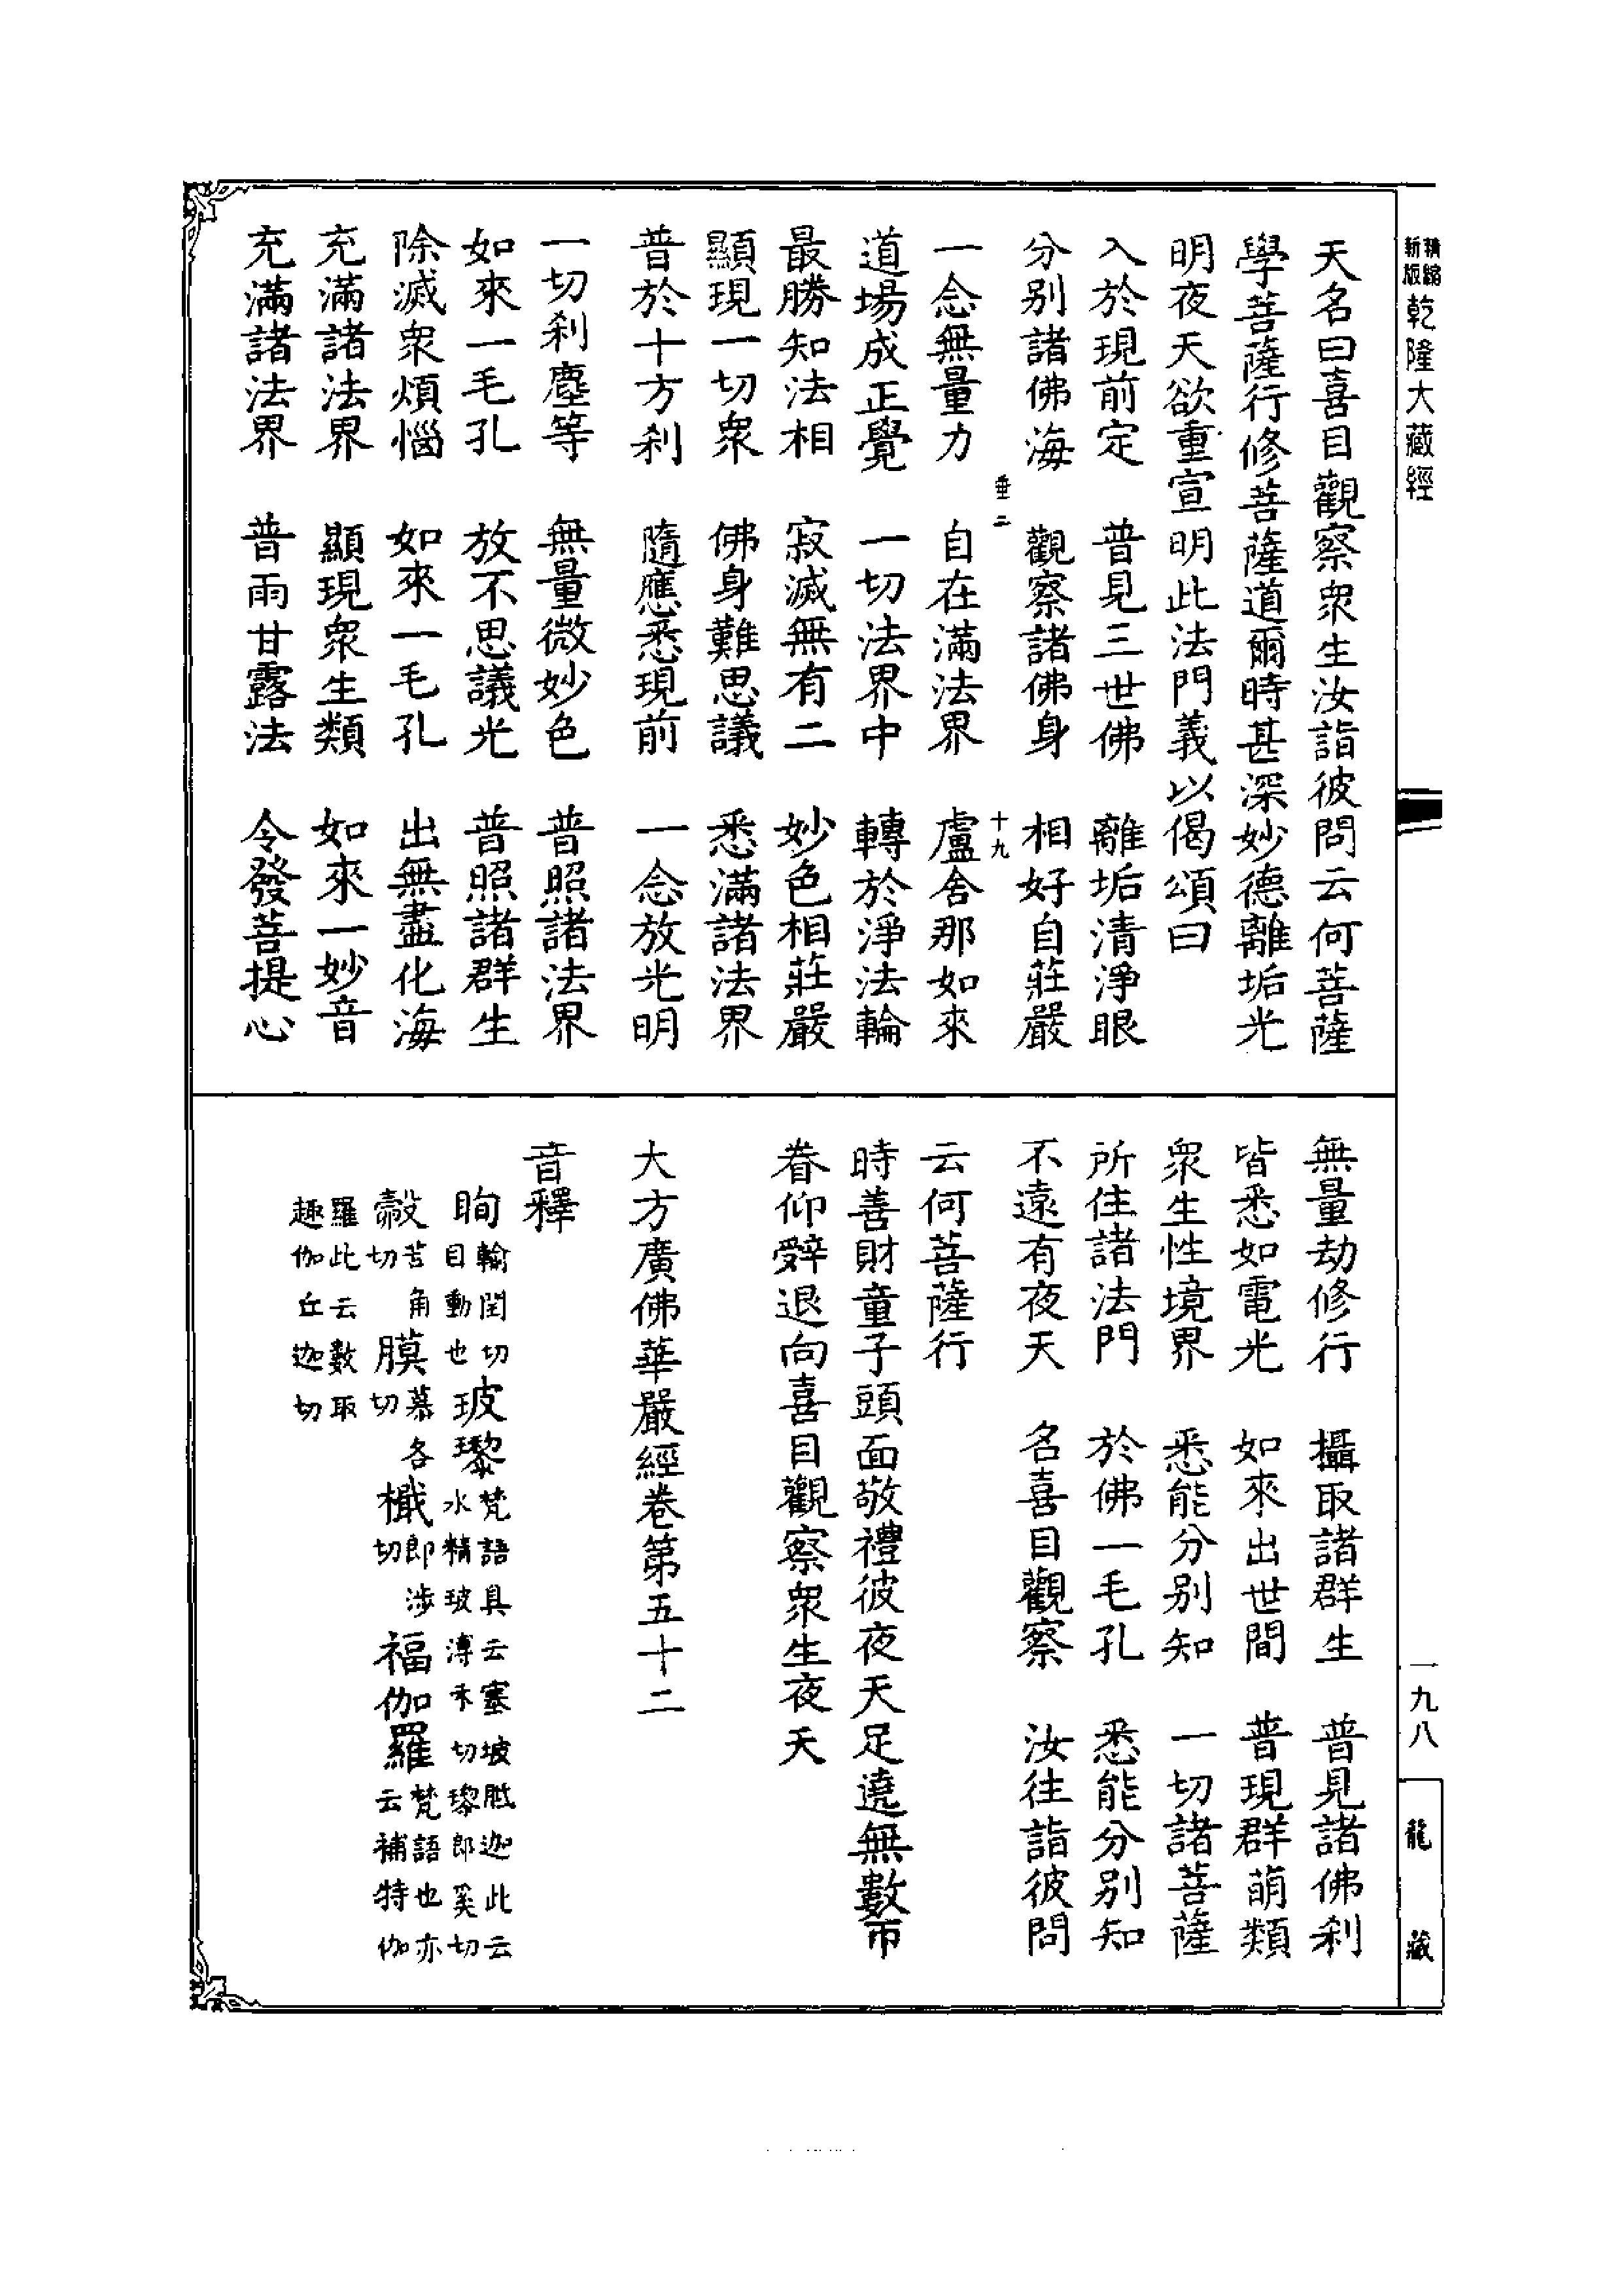 精縮新版乾隆大藏經
一九八
龍藏
天名曰喜目觀察眾生汝詣彼問云何菩薩
學菩薩行修菩薩道爾時甚深妙德離垢光
明夜天欲重宣明此法門義以偈頌曰
入於現前定　普見三世佛　離垢清淨眼
分別諸佛海　觀察諸佛身　相好自莊嚴
垂二　十九
一念無量力　自在滿法界　盧舍那如來
道場成正覺　一切法界中　轉於淨法輪
最勝知法相　寂滅無有二　妙色相莊嚴
顯現一切眾　佛身難思議　悉滿諸法界
普於十方剎　隨應悉現前　一念放光明
一切剎塵等　無量微妙色　普照諸法界
如來一毛孔　放不思議光　普照諸群生
除滅眾煩惱　如來一毛孔　出無盡化海
充滿諸法界　顯現眾生類　如來一妙音
充滿諸法界　普雨甘露法　令發菩提心
無量劫修行　攝取諸群生　普見諸佛剎
皆悉如電光　如來出世間　普現群萌類
眾生性境界　悉能分別知　一切諸菩薩
所住諸法門　於佛一毛孔　悉能分別知
不遠有夜天　名喜目觀察　汝往詣彼問
云何菩薩行
時善財童子頭面敬禮彼夜天足遶無數帀
眷仰辭退向喜目觀察眾生夜天
大方廣佛華嚴經卷第五十二
音釋
眴輸閏切目動也玻瓈梵語具云塞坡胝迦此云水精玻溥禾切瓈郎奚切
㲉苦角切膜慕各切櫼郎涉切福伽羅梵語也亦云補特伽
羅此云數取趣伽丘迦切